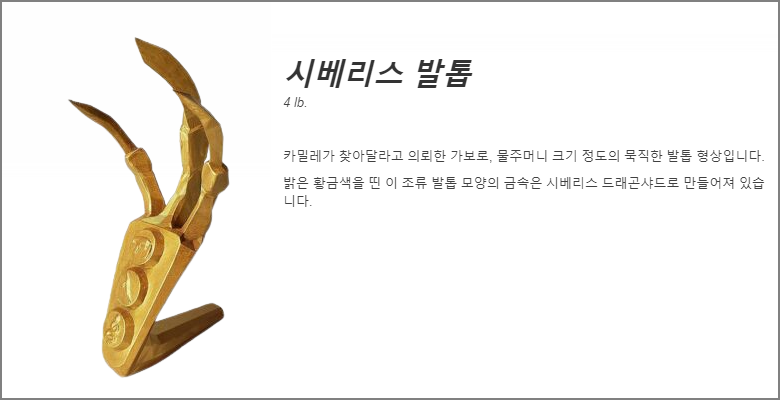 시베리스 발톱
4 lb.
카밀레가 찾아달라고 의뢰한 가보로, 물주머니 크기 정도의 묵직한 발톱 형상입니다.
밝은 황금색을 띤 이 조류 발톱 모양의 금속은 시베리스 드래곤샤드로 만들어져 있습
니다.